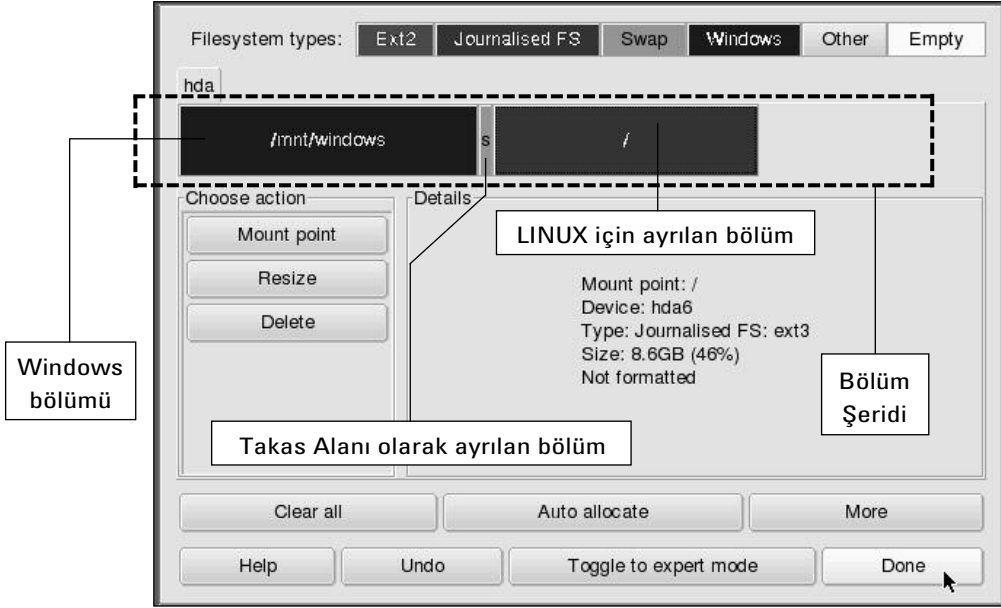 Filesystem types: Ext2 Journalised FS Swap Windows Other Empty
hda
/mnt/windows s /
Choose action Details
Mount point
Resize
Delete
LINUX için ayrılan bölüm
Mount point: /
Device: hda6
Type: Journalised FS: ext3
Size: 8.6GB (46%)
Not formatted
Windows
bölümü
Bölüm
Şeridi
Takas Alanı olarak ayrılan bölüm
Clear all Auto allocate More
Help Undo Toggle to expert mode Done